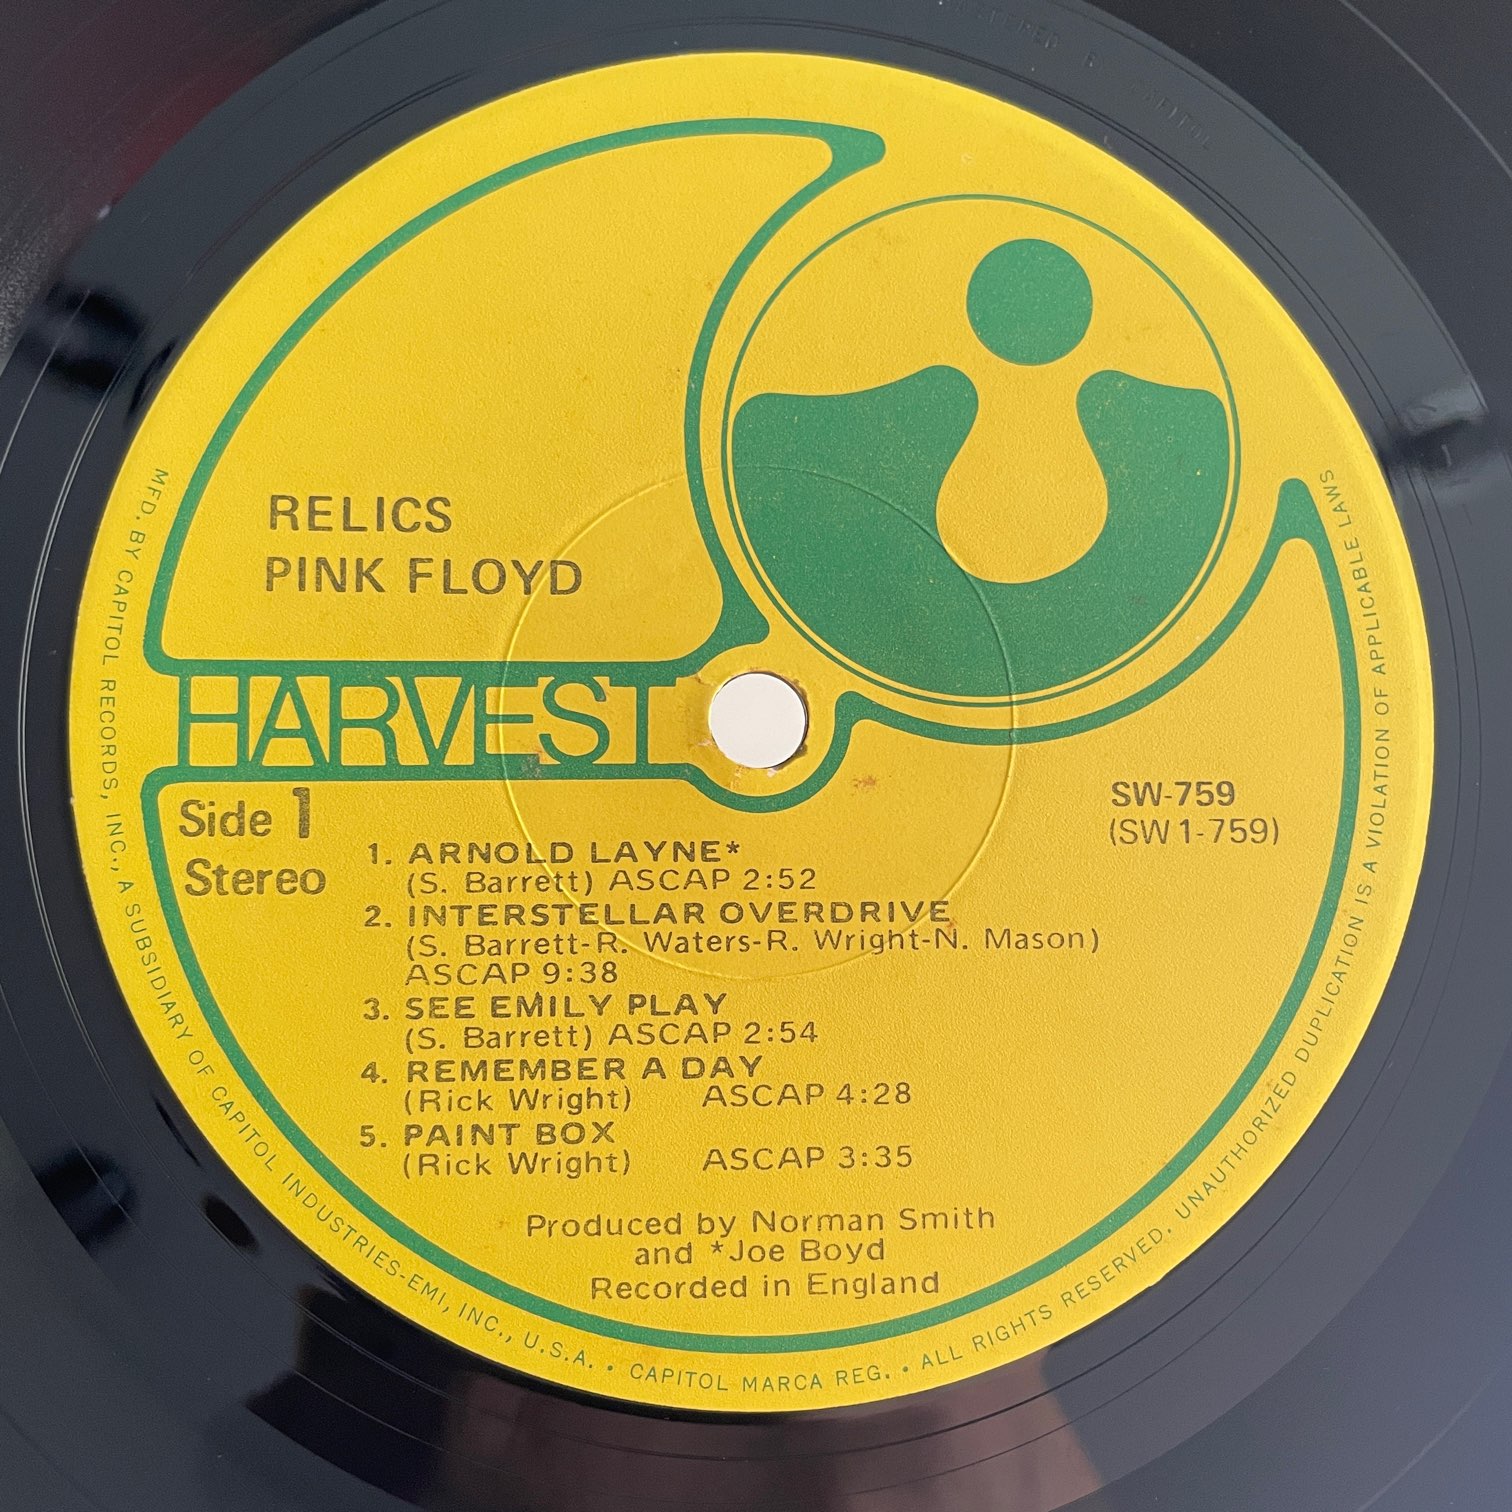 RELICS
PINK FLOYD
HARVEST
Side 1
Stereo
SW-759
(SW 1-759)
1. ARNOLD LAYNE*
(S. Barrett) ASCAP 2:52
2. INTERSTELLAR OVERDRIVE
(S. Barrett-R. Waters-R. Wright-N. Mason)
ASCAP 9:38
3. SEE EMILY PLAY
(S. Barrett) ASCAP 2:54
4. REMEMBER A DAY
(Rick Wright) ASCAP 4:28
5. PAINT BOX
(Rick Wright) ASCAP 3:35
Produced by Norman Smith
and *Joe Boyd
Recorded in England
MFD. BY CAPITOL RECORDS, INC., A SUBSIDIARY OF CAPITOL INDUSTRIES-EMI, INC., U.S.A. • CAPITOL MARCA REG. • ALL RIGHTS RESERVED. UNAUTHORIZED DUPLICATION IS A VIOLATION OF APPLICABLE LAWS